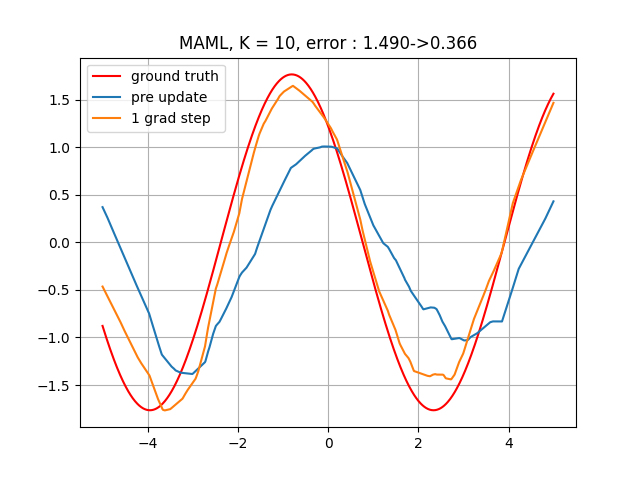 MAML, K = 10, error : 1.490->0.366
ground truth
pre update
1 grad step
1.5
1.0
0.5
0.0
−0.5
−1.0
−1.5
−4 −2 0 2 4